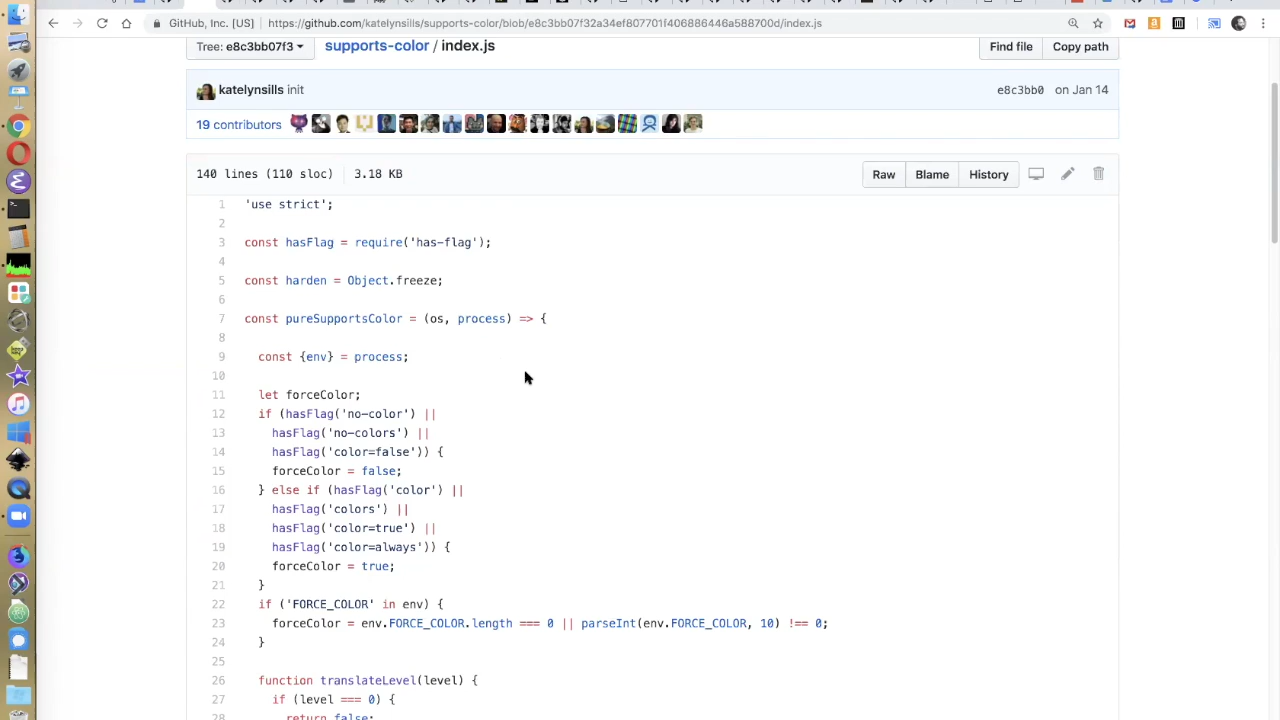 GitHub, Inc. [US] | https://github.com/katelynsills/supports-color/blob/e8c3bb07f32a34ef807701f406886446a588700d/index.js
Tree: e8c3bb07f3 supports-color / index.js Find file Copy path
katelynsills init e8c3bb0 on Jan 14
19 contributors
140 lines (110 sloc) 3.18 KB Raw Blame History
1 'use strict';
2
3 const hasFlag = require('has-flag');
4
5 const harden = Object.freeze;
6
7 const pureSupportsColor = (os, process) => {
8
9 const {env} = process;
10
11 let forceColor;
12 if (hasFlag('no-color') ||
13 hasFlag('no-colors') ||
14 hasFlag('color=false')) {
15 forceColor = false;
16 } else if (hasFlag('color') ||
17 hasFlag('colors') ||
18 hasFlag('color=true') ||
19 hasFlag('color=always')) {
20 forceColor = true;
21 }
22 if ('FORCE_COLOR' in env) {
23 forceColor = env.FORCE_COLOR.length === 0 || parseInt(env.FORCE_COLOR, 10) !== 0;
24 }
25
26 function translateLevel(level) {
27 if (level === 0) {
28 return false;